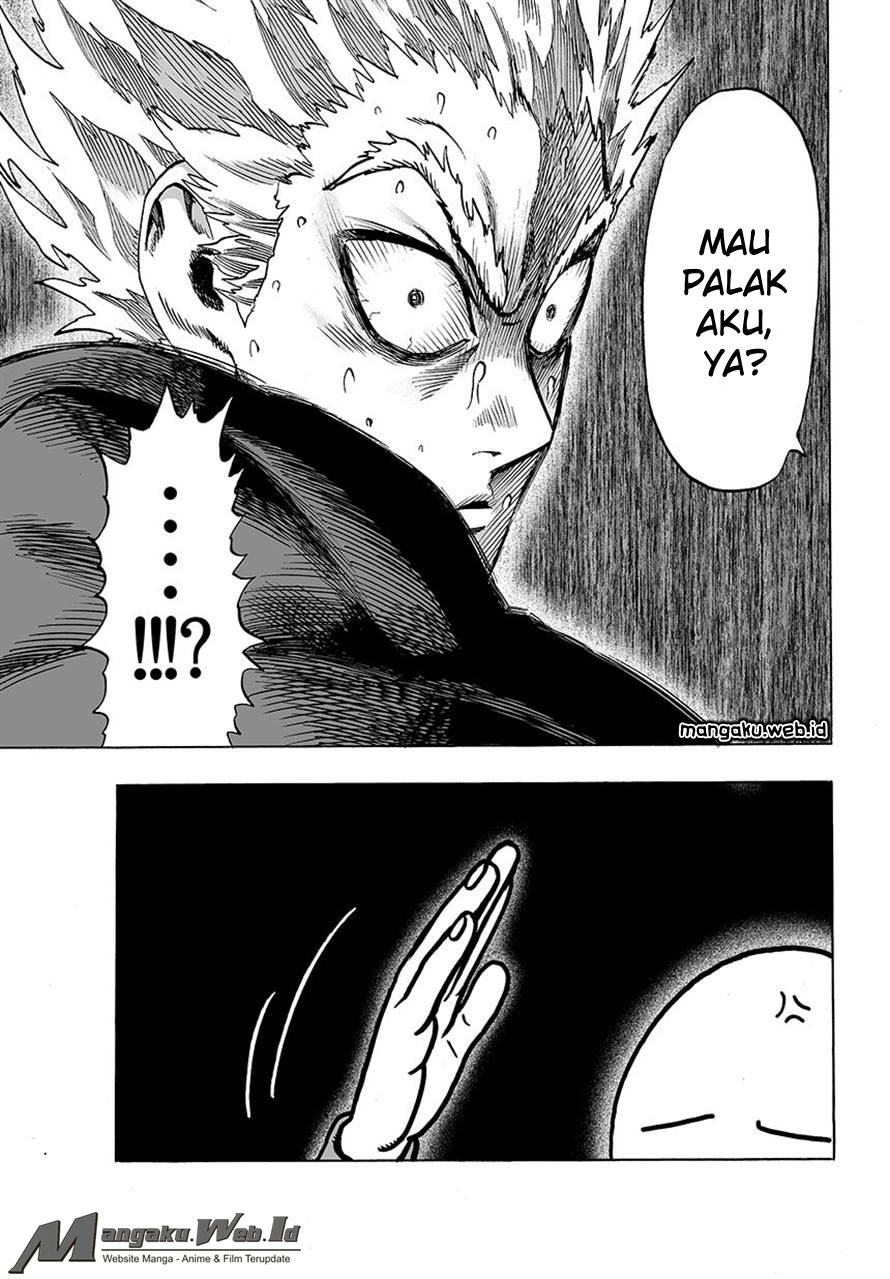 MAU
PALAK
AKU,
YA?
....
!!!?
mangaku.web.id
Mangaku.Web.Id
Website Manga - Anime & Film Terupdate